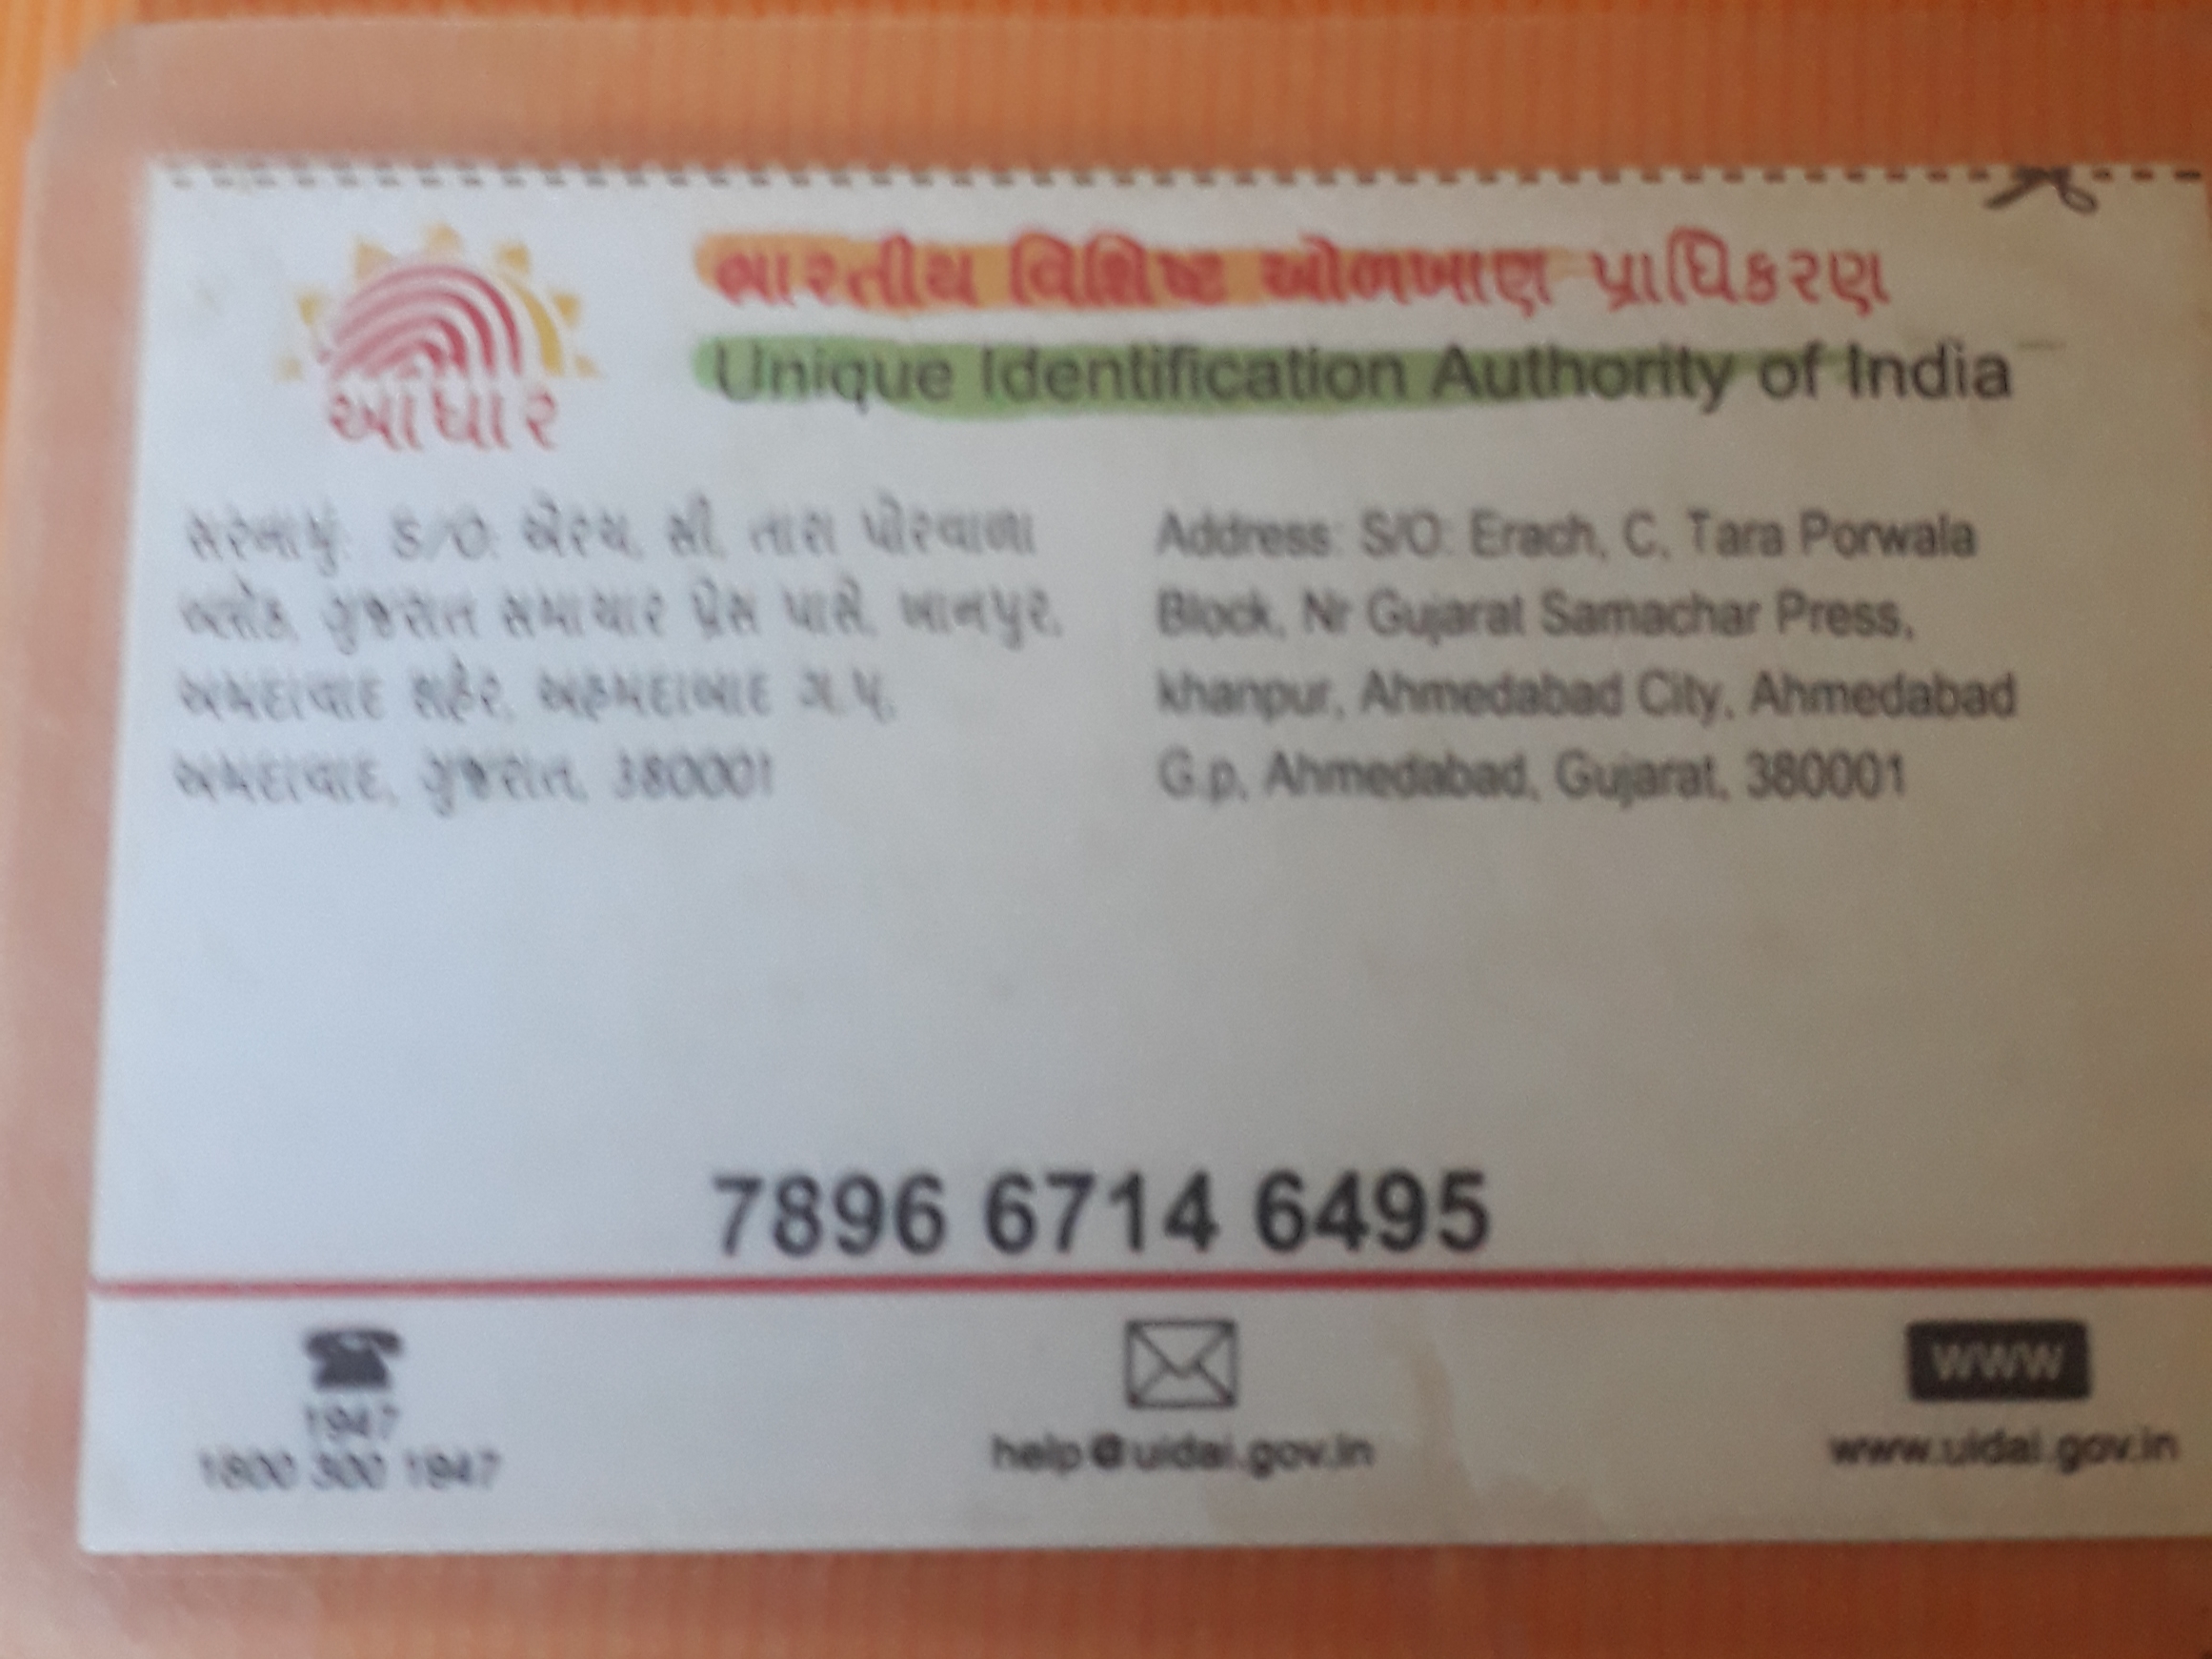 ભારતીય વિશિષ્ટ ઓળખાણ પ્રાધિકરણ
Unique Identification Authority of India
આધાર
સરનામું: S/O: એરચ, સી, તારા પોરવાળા
બ્લોક, ગુજરાત સમાચાર પ્રેસ પાસે, ખાનપુર,
અમદાવાદ શહેર, અહમદાબાદ ગ.પ,
અમદાવાદ, ગુજરાત, 380001
Address: S/O: Erach, C, Tara Porwala
Block, Nr Gujarat Samachar Press,
khanpur, Ahmedabad City, Ahmedabad
G.p, Ahmedabad, Gujarat, 380001
7896 6714 6495
1947
1800 300 1947
help@uidai.gov.in
www
www.uidai.gov.in